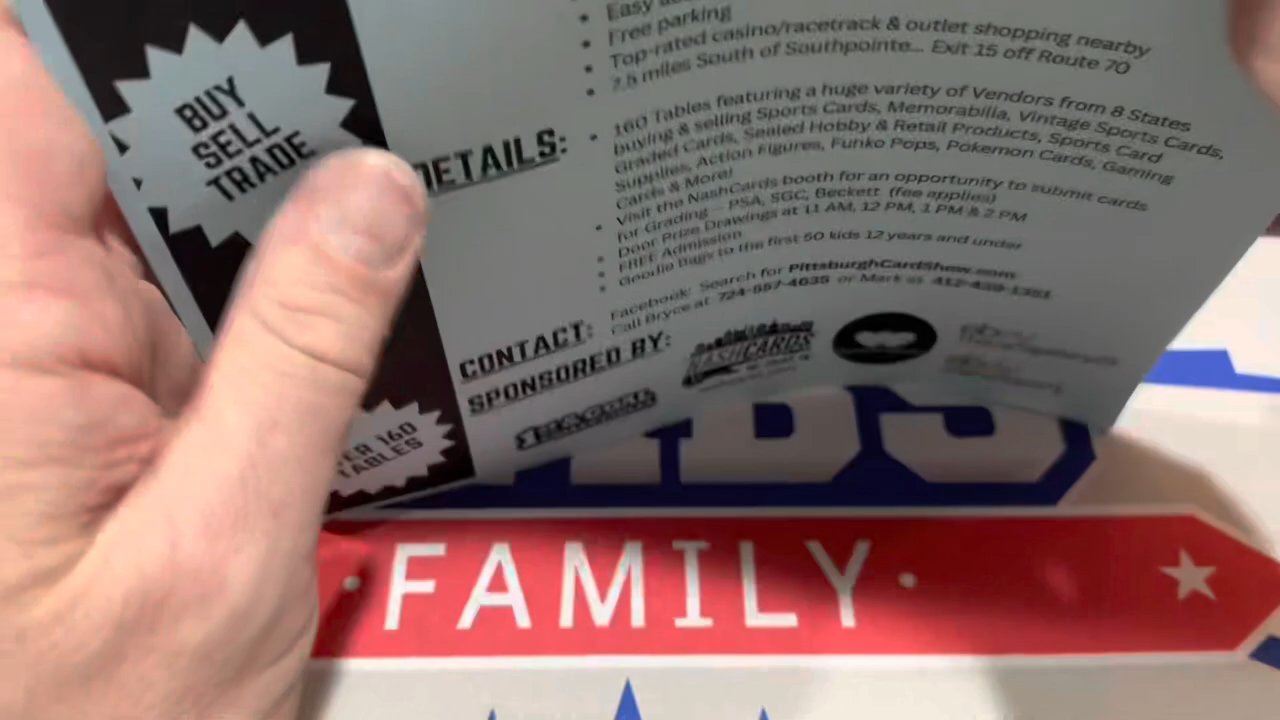 Easy
Free parking
Top-rated casino/racetrack & outlet shopping nearby
7.5 miles South of Southpointe... Exit 15 off Route 70
BUY
SELL
TRADE
DETAILS:
160 Tables featuring a huge variety of Vendors from 8 States
buying & selling Sports Cards, Memorabilia, Vintage Sports Cards,
Graded Cards, Sealed Hobby & Retail Products, Sports Card
Supplies, Action Figures, Funko Pops, Pokemon Cards, Gaming
Cards & More!
Visit the NashCards booth for an opportunity to submit cards
for Grading - PSA, SGC, Beckett (fee applies)
Door Prize Drawings at 11 AM, 12 PM, 1 PM & 2 PM
FREE Admission
Goodie Bags to the first 50 kids 12 years and under
CONTACT:
Facebook: Search for PittsburghCardShow.com
Call Bryce at 724-557-4635 or Mark at
SPONSORED BY:
NASHCARDS
160
TABLES
FAMILY